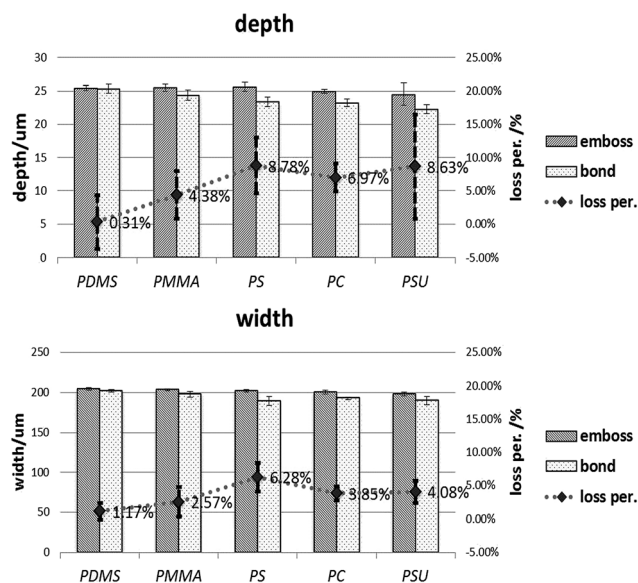 depth
30
25
20
15
10
5
0
depth/um
25.00%
20.00%
15.00%
10.00%
5.00%
0.00%
-5.00%
loss per. /%
0.31%
4.38%
8.78%
6.97%
8.63%
PDMS PMMA PS PC PSU
emboss
bond
loss per.
width
250
200
150
100
50
0
width/um
25.00%
20.00%
15.00%
10.00%
5.00%
0.00%
-5.00%
loss per. /%
1.17%
2.57%
6.28%
3.85%
4.08%
PDMS PMMA PS PC PSU
emboss
bond
loss per.